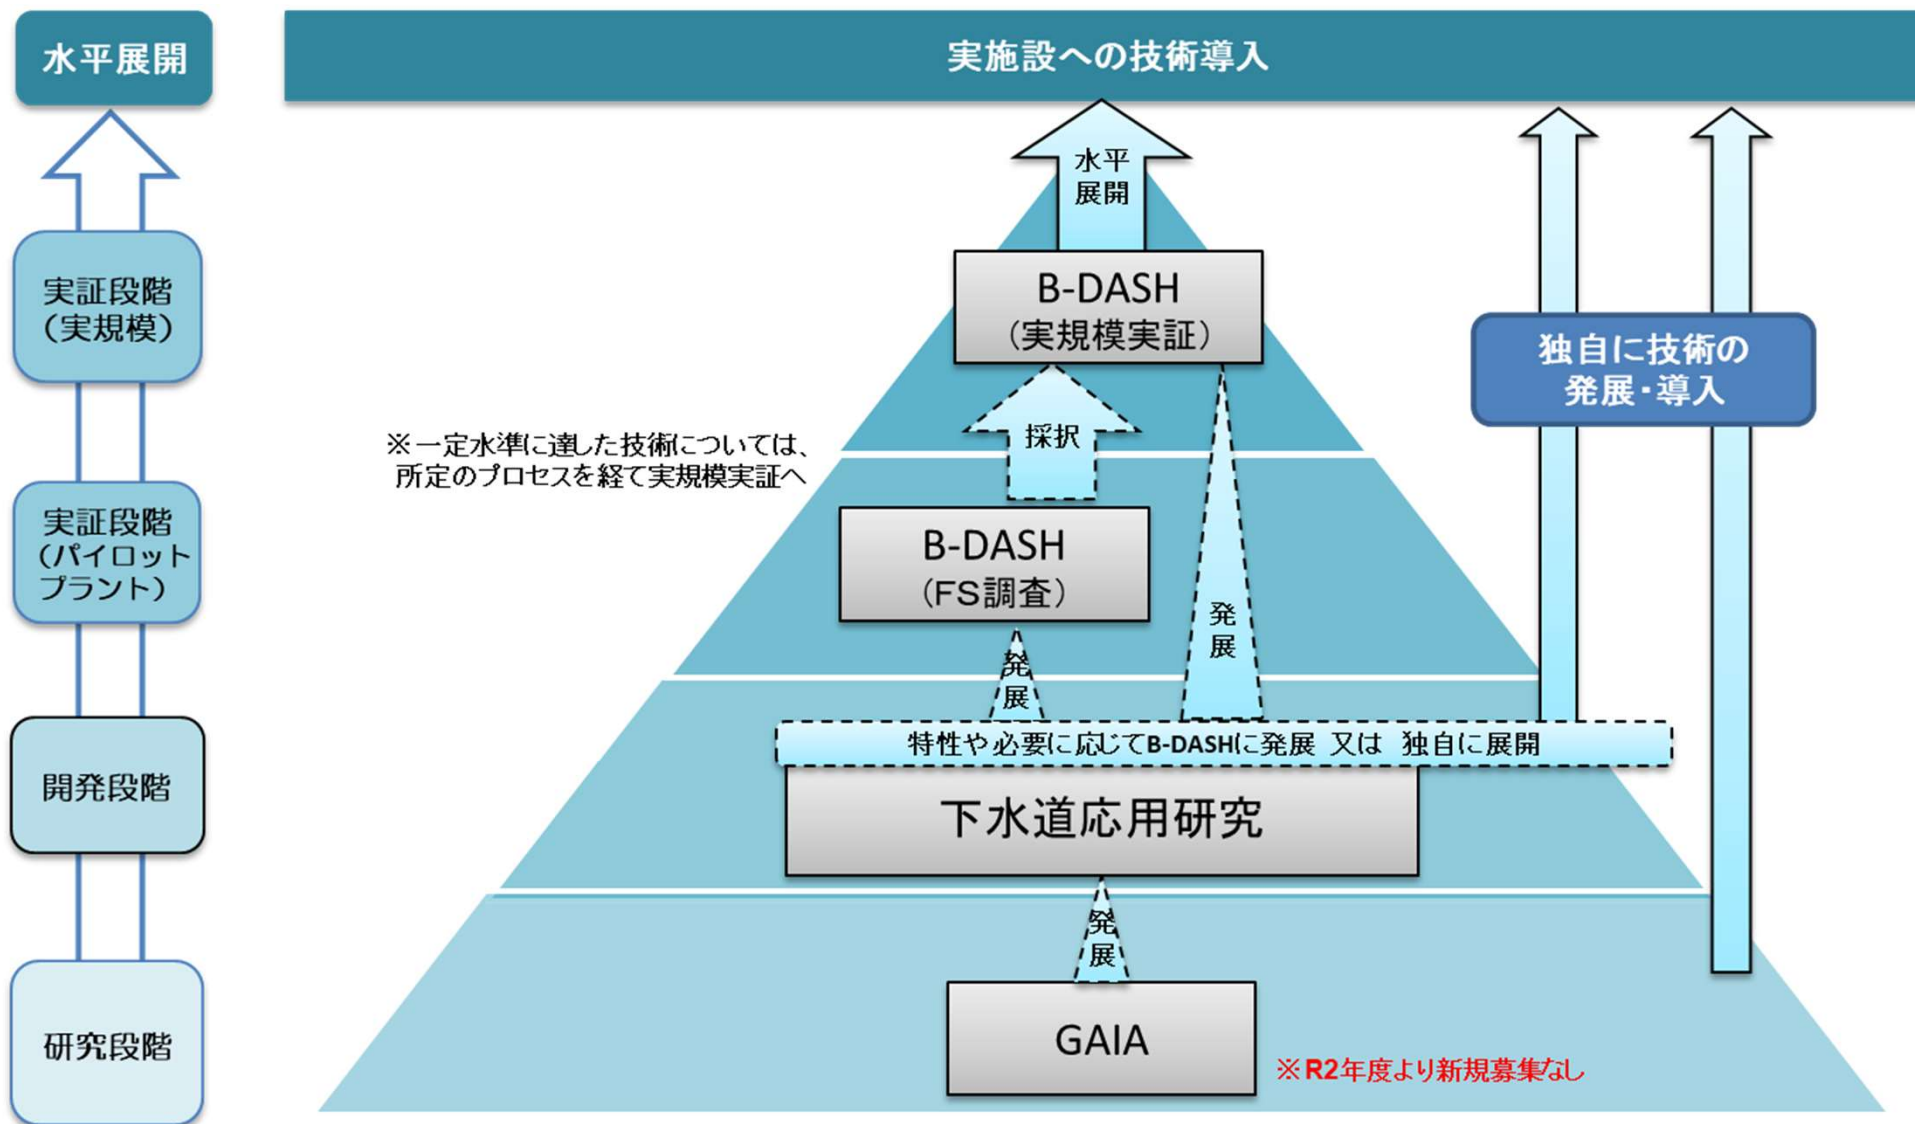 水平展開
実施設への技術導入
水平
展開
実証段階
(実規模)
B-DASH
(実規模実証)
独自に技術の
発展・導入
※一定水準に達した技術については、
所定のプロセスを経て実規模実証へ
採択
実証段階
(パイロット
プラント)
B-DASH
(FS調査)
発
展
発
展
特性や必要に応じてB-DASHに発展 又は 独自に展開
開発段階
下水道応用研究
発
展
研究段階
GAIA
※R2年度より新規募集なし